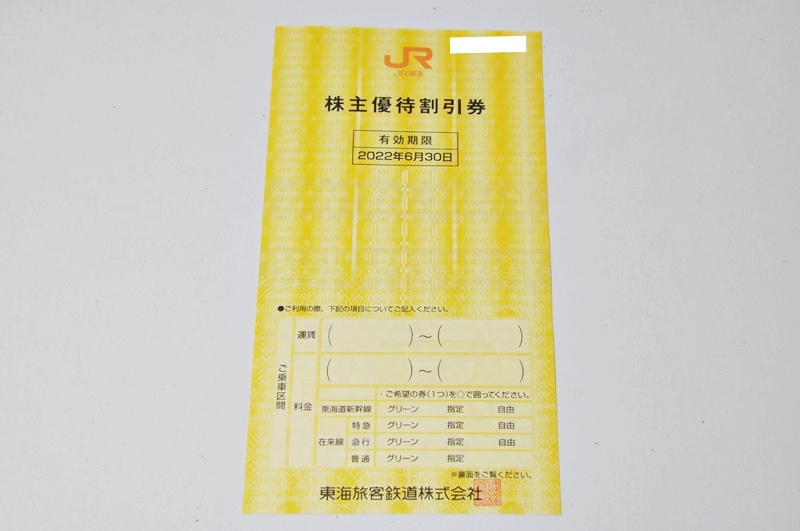 JR
JR東海
株主優待割引券
有効期限
2022年6月30日
●ご利用の際、下記の項目についてご記入ください。
ご乗車区間
運賃 ( )～( )
料金 ( )～( )
・ご希望の券(1つ)を○で囲ってください。
東海道新幹線 グリーン 指定 自由
在来線 特急 グリーン 指定 自由
急行 グリーン 指定 自由
普通 グリーン 指定
※裏面をご覧ください。
東海旅客鉄道株式会社